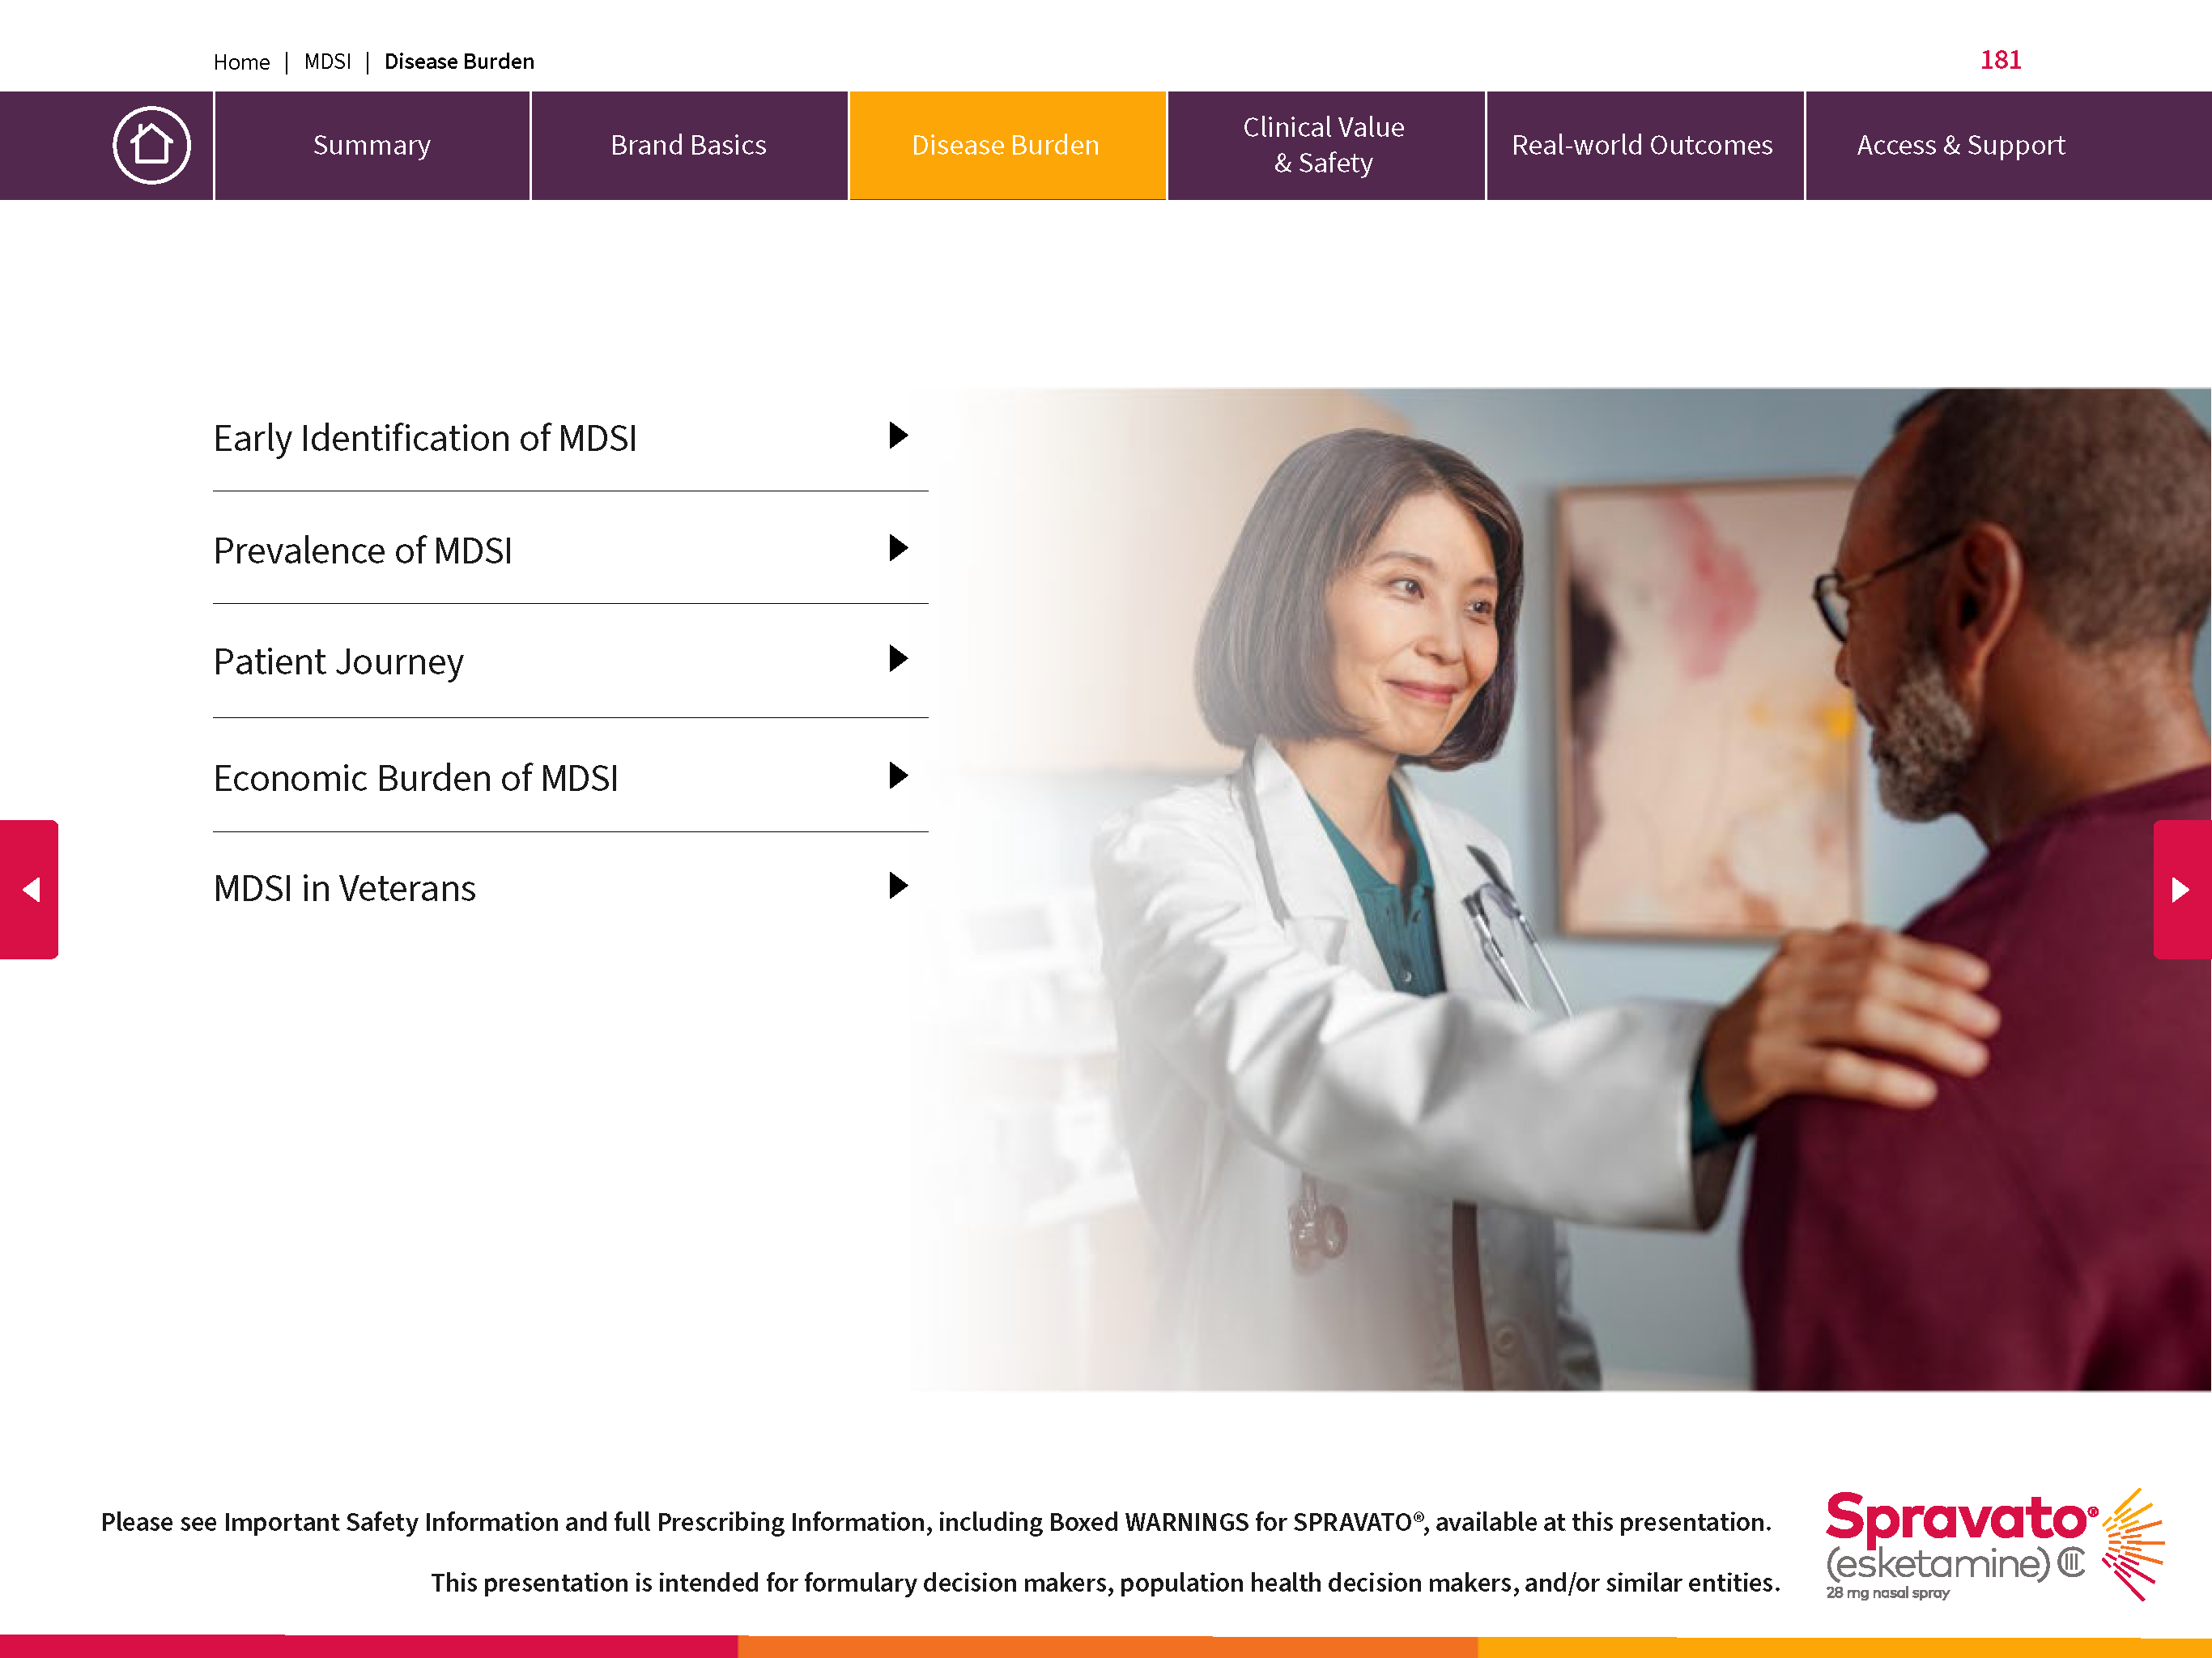 Home | MDSI | Disease Burden
181
Summary
Brand Basics
Disease Burden
Clinical Value
& Safety
Real-world Outcomes
Access & Support
Early Identification of MDSI
Prevalence of MDSI
Patient Journey
Economic Burden of MDSI
MDSI in Veterans
Please see Important Safety Information and full Prescribing Information, including Boxed WARNINGS for SPRAVATO®, available at this presentation.
This presentation is intended for formulary decision makers, population health decision makers, and/or similar entities.
Spravato®
(esketamine) CIII
28 mg nasal spray